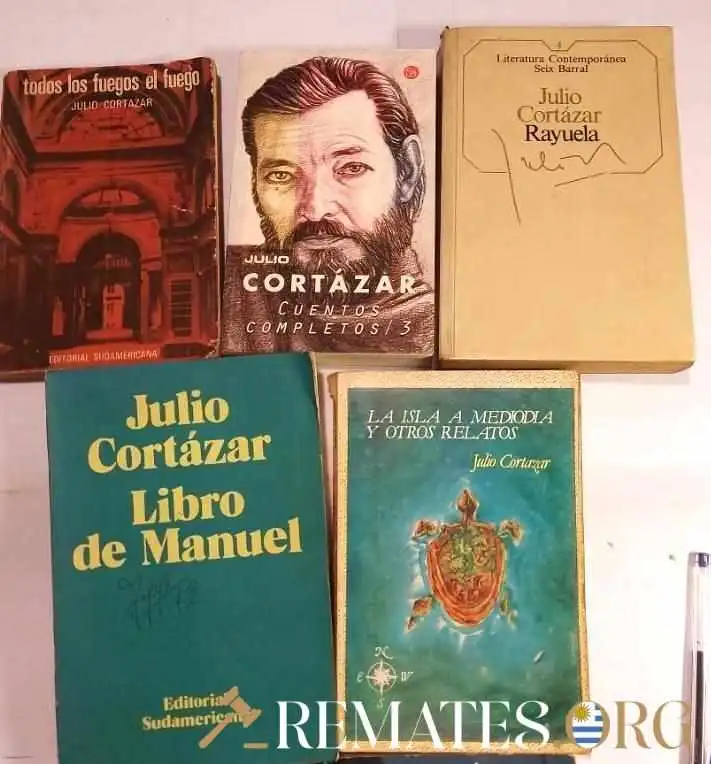 todos los fuegos el fuego
JULIO CORTAZAR
EDITORIAL SUDAMERICANA
JULIO
CORTÁZAR
CUENTOS
COMPLETOS/3
4
Literatura Contemporánea
Seix Barral
Julio
Cortázar
Rayuela
Julio
Cortázar
Libro
de Manuel
Editorial
Sudamericana
LA ISLA A MEDIODIA
Y OTROS RELATOS
Julio Cortazar
N
e W
S
REMATES.ORG